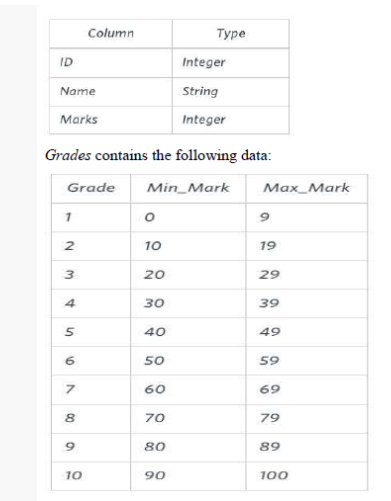 Column Type
ID Integer
Name String
Marks Integer
Grades contains the following data:
Grade Min_Mark Max_Mark
1 0 9
2 10 19
3 20 29
4 30 39
5 40 49
6 50 59
7 60 69
8 70 79
9 80 89
10 90 100